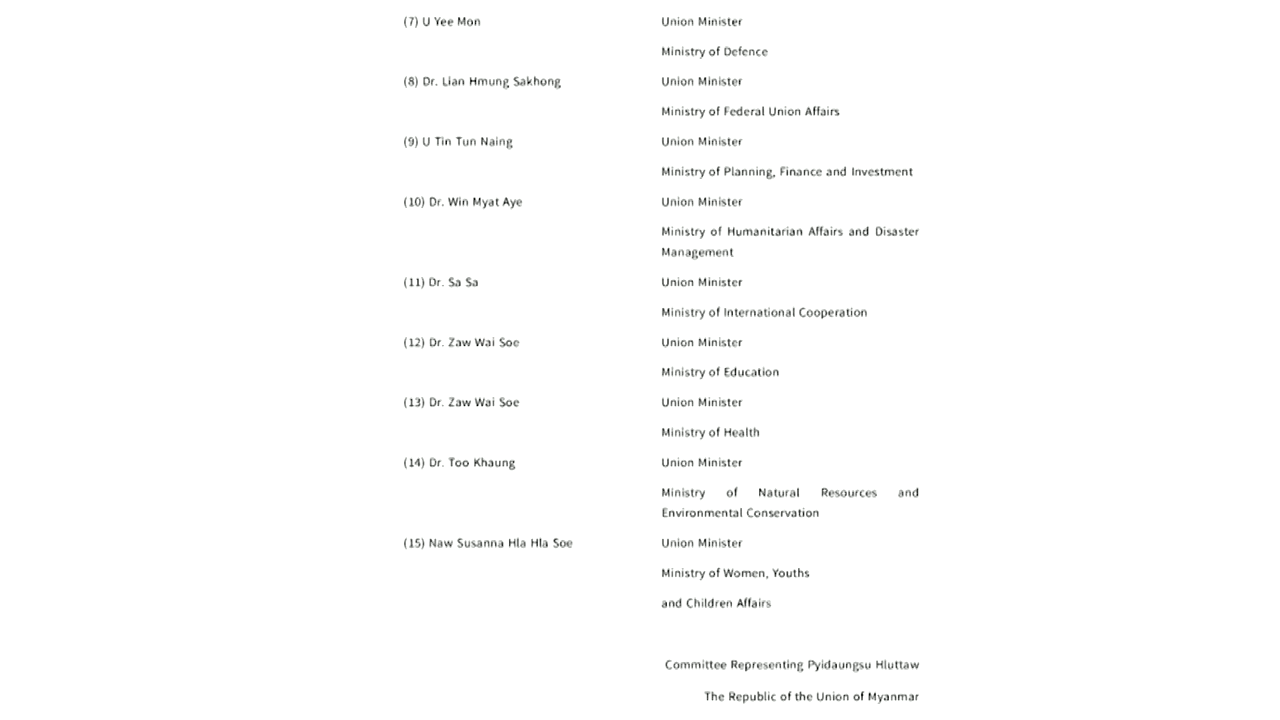 (7) U Yee Mon Union Minister
Ministry of Defence
(8) Dr. Lian Hmung Sakhong Union Minister
Ministry of Federal Union Affairs
(9) U Tin Tun Naing Union Minister
Ministry of Planning, Finance and Investment
(10) Dr. Win Myat Aye Union Minister
Ministry of Humanitarian Affairs and Disaster
Management
(11) Dr. Sa Sa Union Minister
Ministry of International Cooperation
(12) Dr. Zaw Wai Soe Union Minister
Ministry of Education
(13) Dr. Zaw Wai Soe Union Minister
Ministry of Health
(14) Dr. Too Khaung Union Minister
Ministry of Natural Resources and
Environmental Conservation
(15) Naw Susanna Hla Hla Soe Union Minister
Ministry of Women, Youths
and Children Affairs
Committee Representing Pyidaungsu Hluttaw
The Republic of the Union of Myanmar